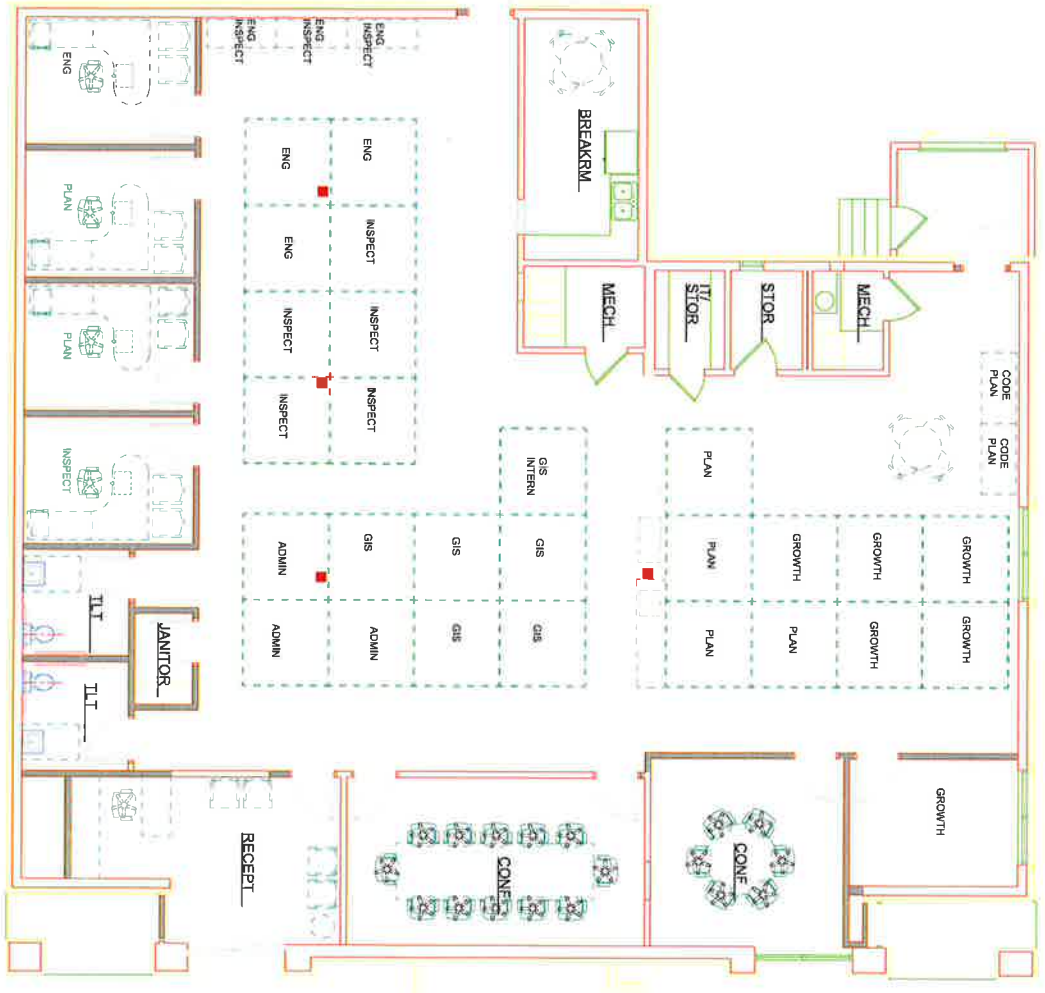 ENG
INSPECT
ENG
INSPECT
ENG
INSPECT
ENG
BREAKRM
ENG
ENG
PLAN
ENG
INSPECT
MECH
IT/
STOR
STOR
MECH
PLAN
INSPECT
INSPECT
CODE
PLAN
CODE
PLAN
INSPECT
INSPECT
INSPECT
GIS
INTERN
PLAN
ADMIN
GIS
GIS
GIS
PLAN
GROWTH
GROWTH
GROWTH
TLT
JANITOR
ADMIN
ADMIN
GIS
GIS
PLAN
PLAN
GROWTH
GROWTH
TLT
GROWTH
RECEPT
CONF
CONF